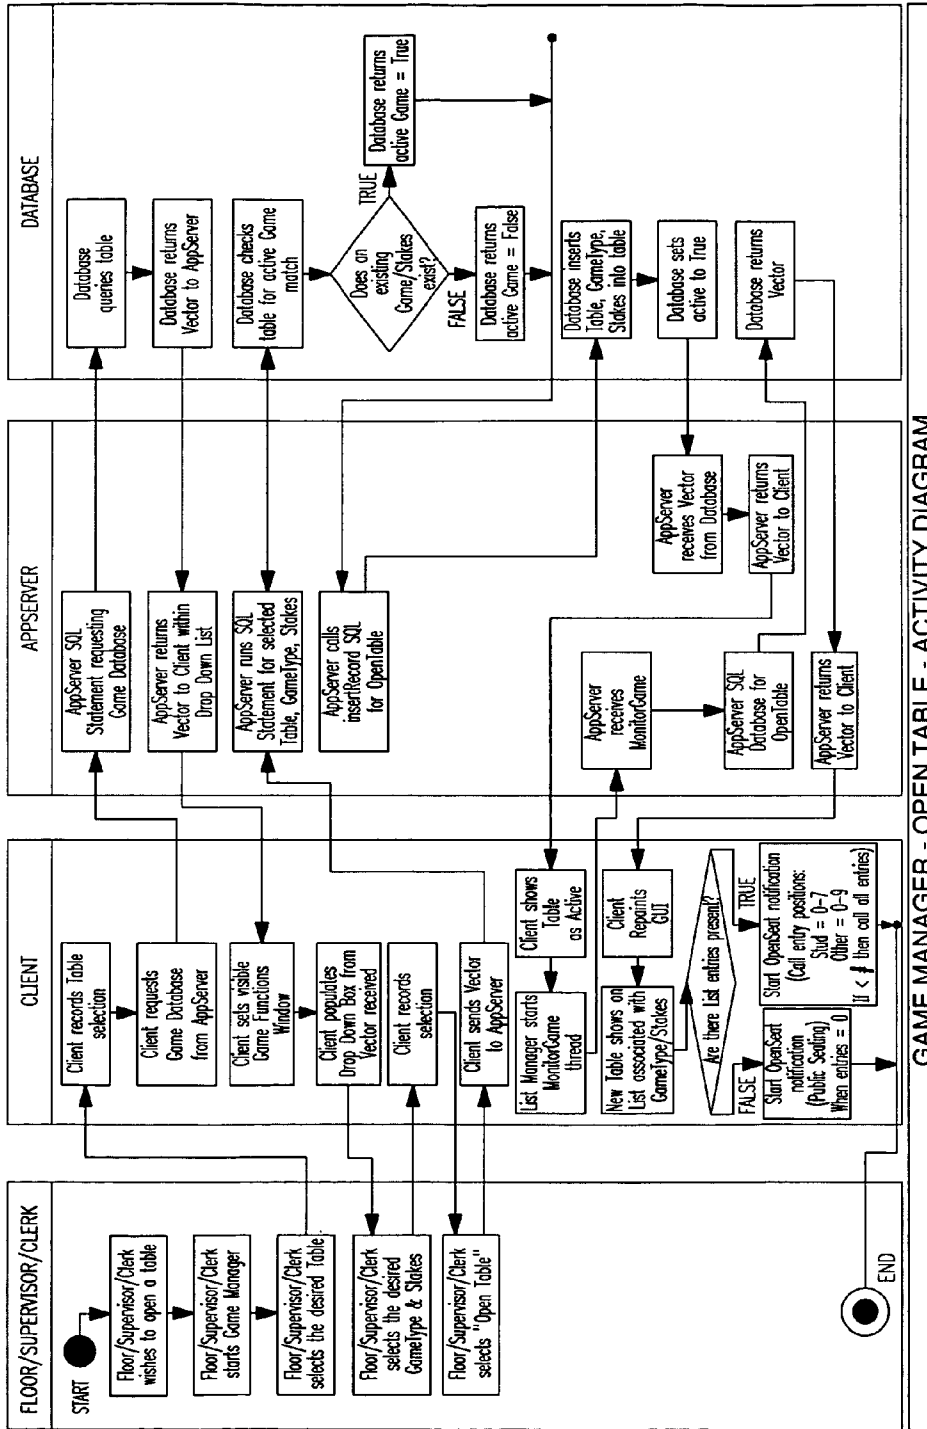 FLOOR/SUPERVISOR/CLERK
START
Floor/Supervisor/Clerk
wishes to open a table
Floor/Supervisor/Clerk
starts Game Manager
Floor/Supervisor/Clerk
selects the desired Table.
Floor/Supervisor/Clerk
selects the desired
GameType & Stakes
Floor/Supervisor/Clerk
selects "Open Table"
END
CLIENT
Client records Table
selection
Client requests
Game Database
from AppServer
Client sets visible
Game Functions
Window
Client populates
Drop Down Box from
Vector received
Client records
selection
Client sends Vector
to AppServer
Client shows
Table
as Active
List Manager starts
MonitorGame
thread
Client
Repaints
GUI
New Table shows on
List associated with
GameType/Stakes
Are there List entries present?
FALSE
TRUE
Start OpenSeat
notification
(Public Seating)
When entries = 0
Start OpenSeat notification
(Call entry positions:
Stud = 0-7
Other = 0-9
If < # then call all entries)
APPSERVER
AppServer SQL
Statement requesting
Game Database
AppServer returns
Vector to Client within
Drop Down List
AppServer runs SQL
Statement for selected
Table, GameType, Stakes
AppServer calls
insertRecord SQL
for OpenTable
AppServer
receives Vector
from Database
AppServer returns
Vector to Client
AppServer
receives
MonitorGame
AppServer SQL
Database for
OpenTable
AppServer returns
Vector to Client
DATABASE
Database
queries table
Database returns
Vector to AppServer
Database checks
table for active Game
match
Does an
existing
Game/Stakes
exist?
TRUE
FALSE
Database returns
active Game = True
Database returns
active Game = False
Database inserts
Table, GameType,
Stakes into table
Database sets
active to True
Database returns
Vector
GAME MANAGER - OPEN TABLE - ACTIVITY DIAGRAM